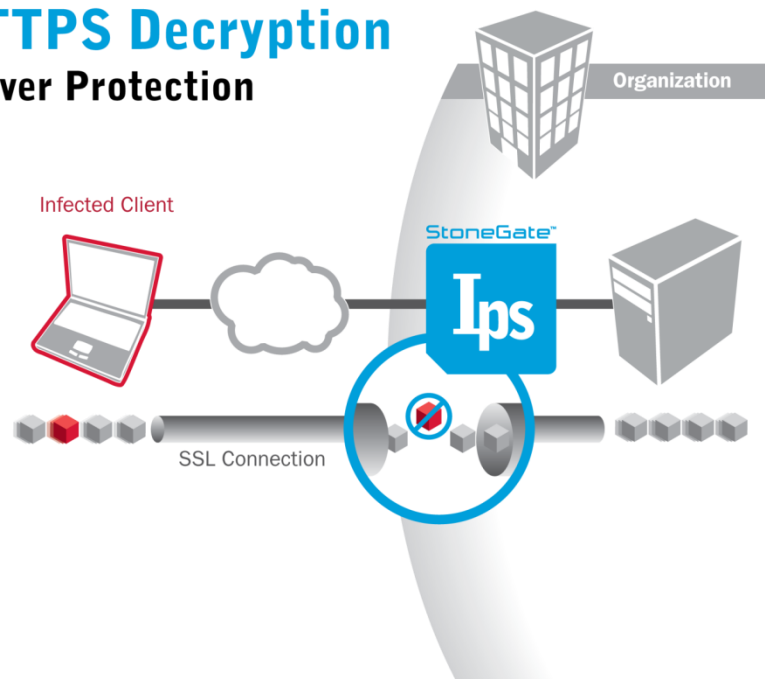 TTPS Decryption
ver Protection
Organization
Infected Client
StoneGate™
Ips
SSL Connection